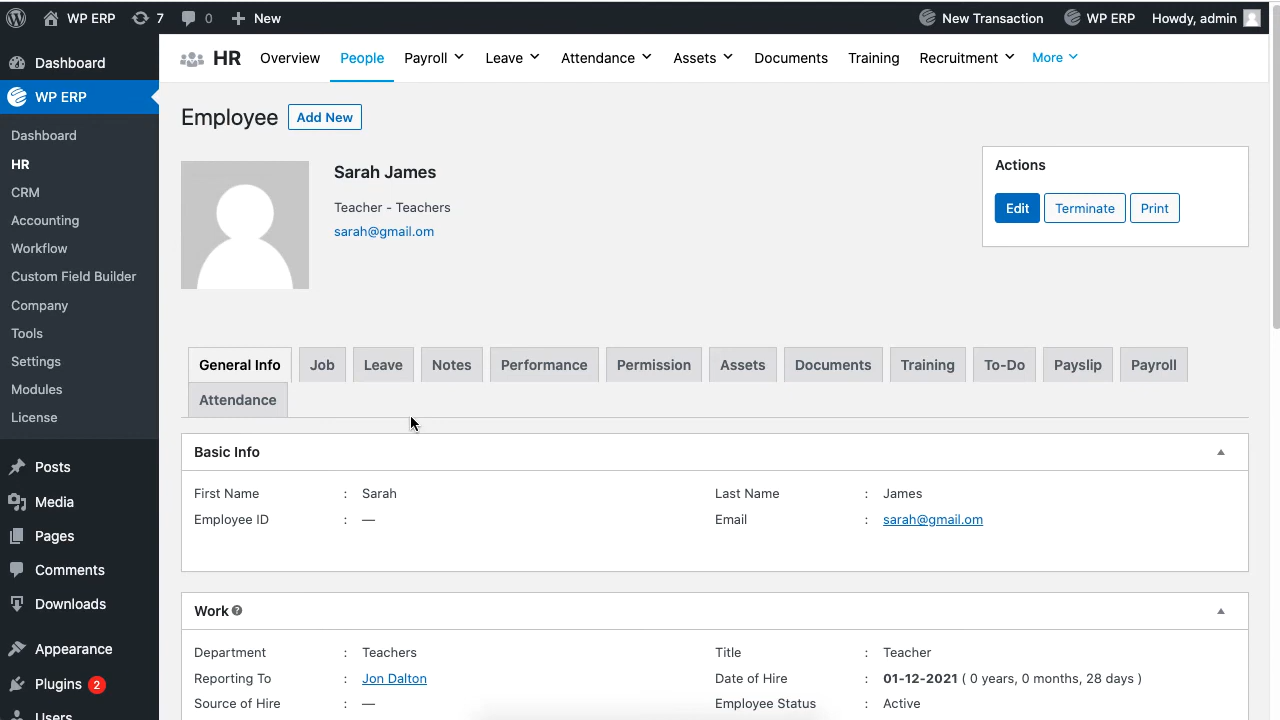 WP ERP 7 0 New New Transaction WP ERP Howdy, admin
Dashboard
WP ERP
Dashboard
HR
CRM
Accounting
Workflow
Custom Field Builder
Company
Tools
Settings
Modules
License
Posts
Media
Pages
Comments
Downloads
Appearance
Plugins 2
Users
HR Overview People Payroll Leave Attendance Assets Documents Training Recruitment More
Employee Add New
Sarah James
Teacher - Teachers
sarah@gmail.om
Actions
Edit Terminate Print
General Info Job Leave Notes Performance Permission Assets Documents Training To-Do Payslip Payroll
Attendance
Basic Info
First Name : Sarah Last Name : James
Employee ID : — Email : sarah@gmail.om
Work
Department : Teachers Title : Teacher
Reporting To : Jon Dalton Date of Hire : 01-12-2021 ( 0 years, 0 months, 28 days )
Source of Hire : — Employee Status : Active